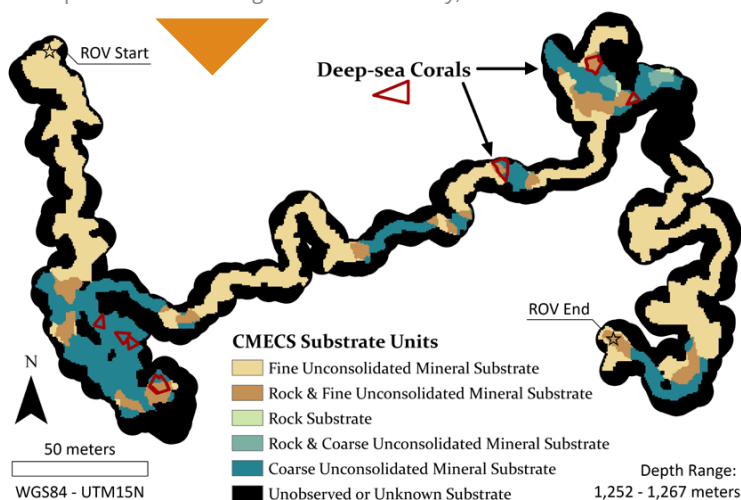 ROV Start
Deep-sea Corals
ROV End
CMECS Substrate Units
Fine Unconsolidated Mineral Substrate
Rock & Fine Unconsolidated Mineral Substrate
Rock Substrate
Rock & Coarse Unconsolidated Mineral Substrate
Coarse Unconsolidated Mineral Substrate
Unobserved or Unknown Substrate
N
50 meters
WGS84 - UTM15N
Depth Range:
1,252 - 1,267 meters